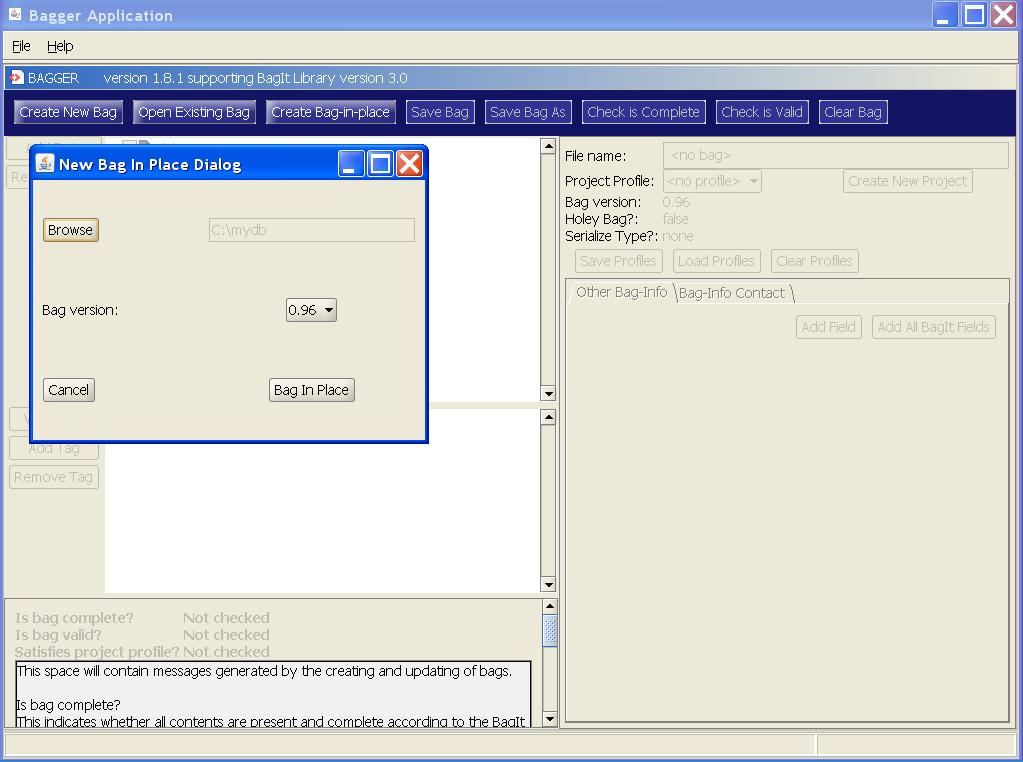 Bagger Application
File Help
BAGGER version 1.8.1 supporting BagIt Library version 3.0
Create New Bag Open Existing Bag Create Bag-in-place Save Bag Save Bag As Check is Complete Check is Valid Clear Bag
New Bag In Place Dialog
Browse C:\mydb
Bag version: 0.96
Cancel Bag In Place
Add Tag
Remove Tag
File name: <no bag>
Project Profile: <no profile> Create New Project
Bag version: 0.96
Holey Bag?: false
Serialize Type?: none
Save Profiles Load Profiles Clear Profiles
Other Bag-Info Bag-Info Contact
Add Field Add All BagIt Fields
Is bag complete? Not checked
Is bag valid? Not checked
Satisfies project profile? Not checked
This space will contain messages generated by the creating and updating of bags.
Is bag complete?
This indicates whether all contents are present and complete according to the BagIt